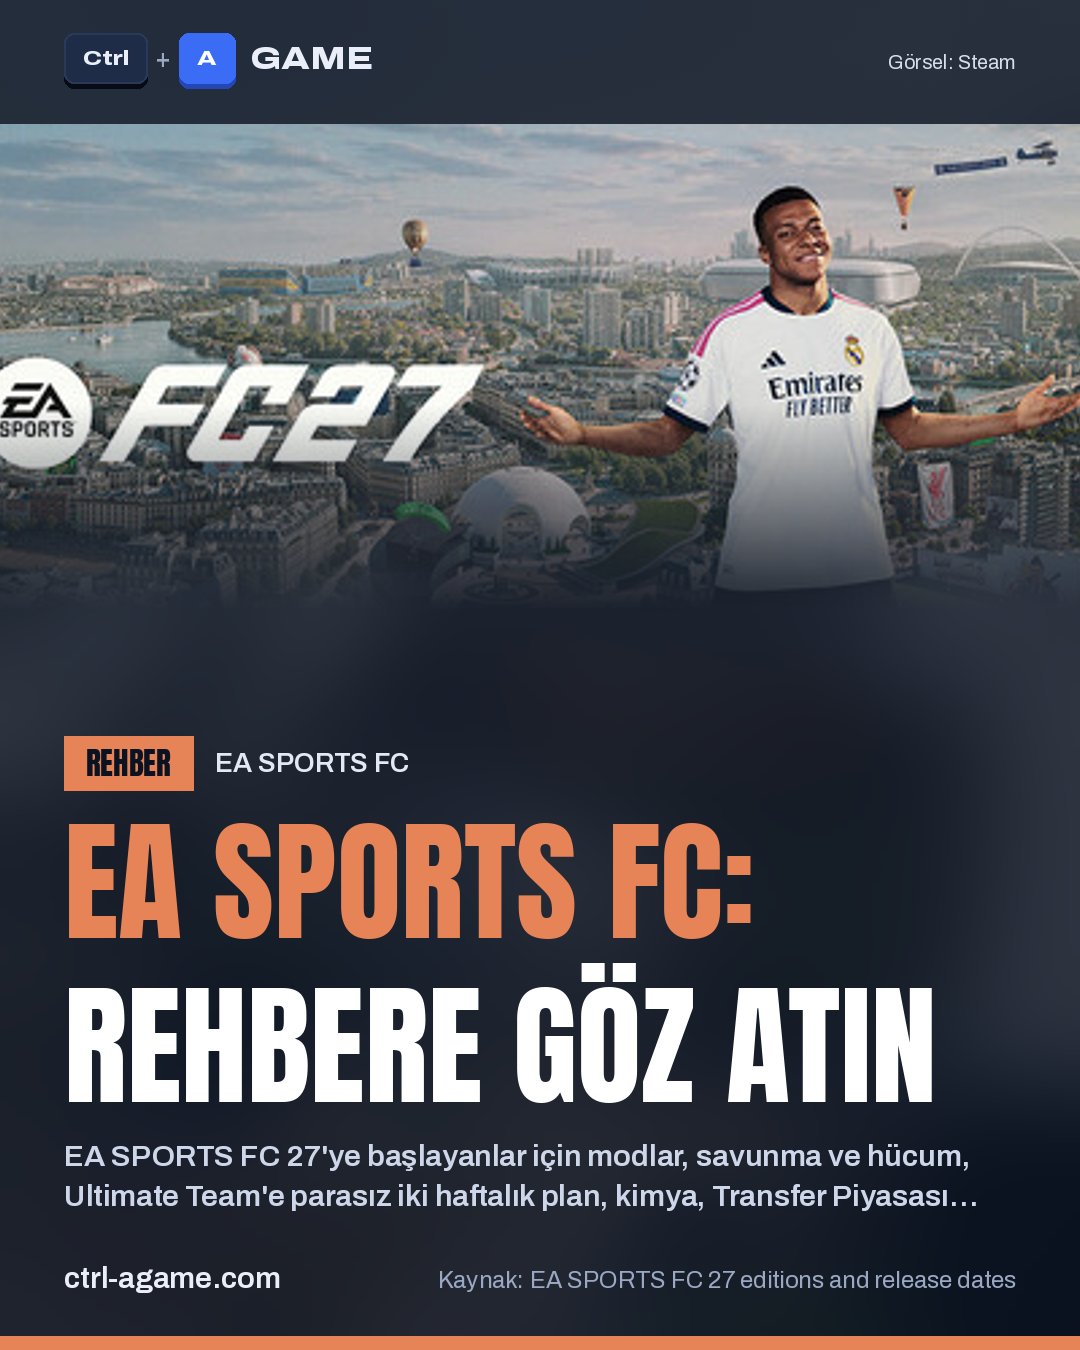 Ctrl + A GAME
Görsel: Steam
EA SPORTS FC27
Emirates
FLY BETTER
REHBER EA SPORTS FC
EA SPORTS FC:
REHBERE GÖZ ATIN
EA SPORTS FC 27'ye başlayanlar için modlar, savunma ve hücum,
Ultimate Team'e parasız iki haftalık plan, kimya, Transfer Piyasası...
ctrl-agame.com
Kaynak: EA SPORTS FC 27 editions and release dates